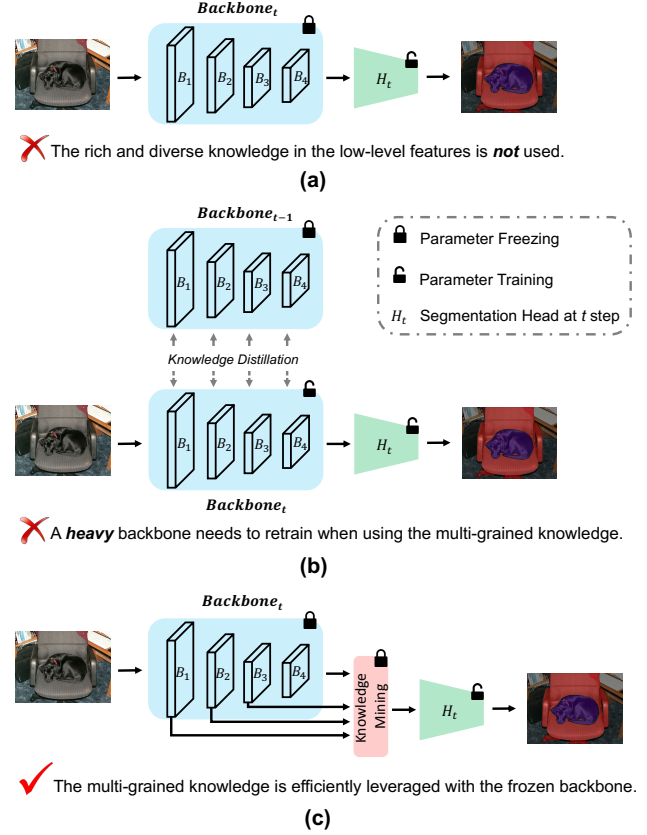 Backbone_t
B_1 B_2 B_3 B_4
H_t
The rich and diverse knowledge in the low-level features is not used.
(a)
Backbone_{t-1}
B_1 B_2 B_3 B_4
Parameter Freezing
Parameter Training
H_t Segmentation Head at t step
Knowledge Distillation
B_1 B_2 B_3 B_4
H_t
Backbone_t
A heavy backbone needs to retrain when using the multi-grained knowledge.
(b)
Backbone_t
B_1 B_2 B_3 B_4
Knowledge
Mining
H_t
The multi-grained knowledge is efficiently leveraged with the frozen backbone.
(c)